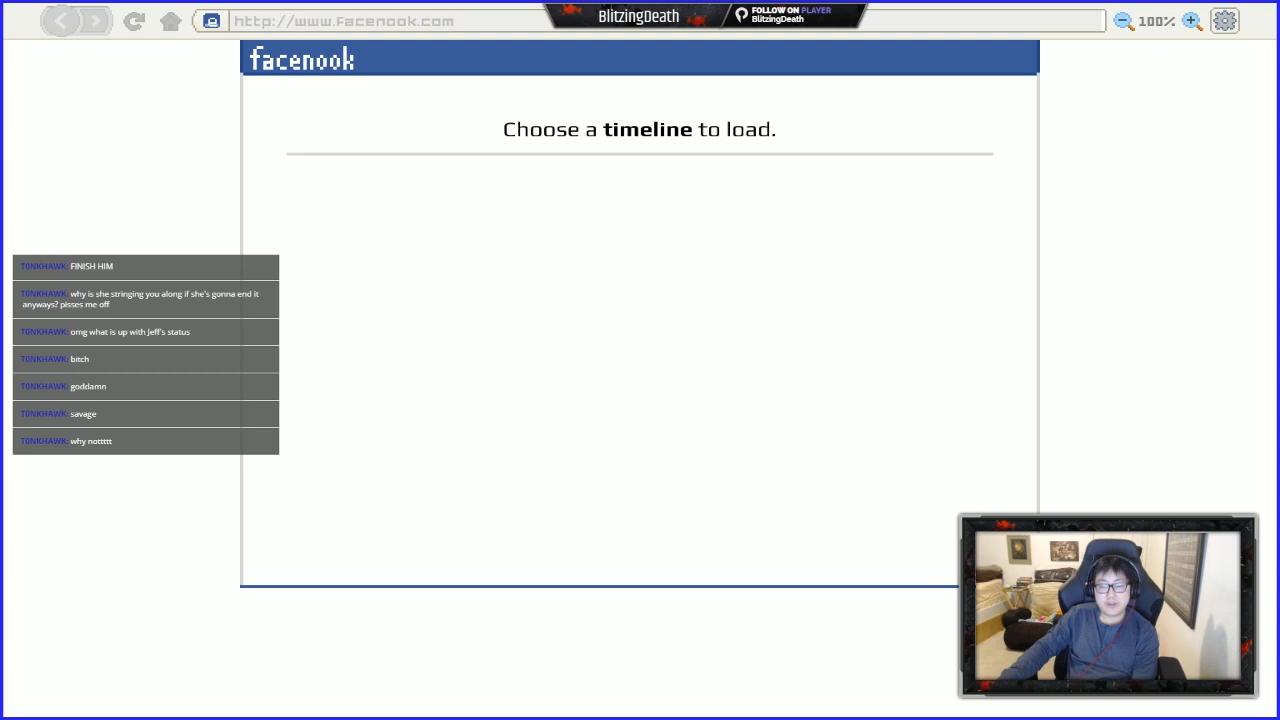 http://www.facenook.com
BlitzingDeath
FOLLOW ON PLAYER
BlitzingDeath
100%
facenook
Choose a timeline to load.
T0NKHAWK: FINISH HIM
T0NKHAWK: why is she stringing you along if she's gonna end it
anyways? pisses me off
T0NKHAWK: omg what is up with Jeff's status
T0NKHAWK: bitch
T0NKHAWK: goddamn
T0NKHAWK: savage
T0NKHAWK: why nottttt